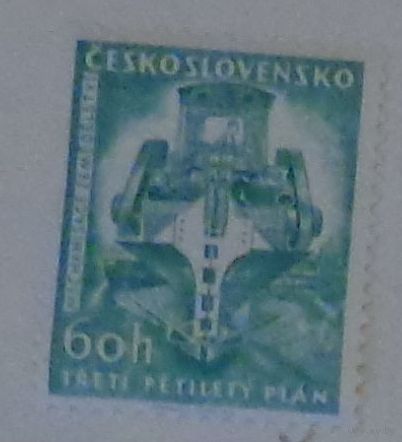 ČESKOSLOVENSKO
60h
TŘETÍ PĚTILETÝ PLÁN